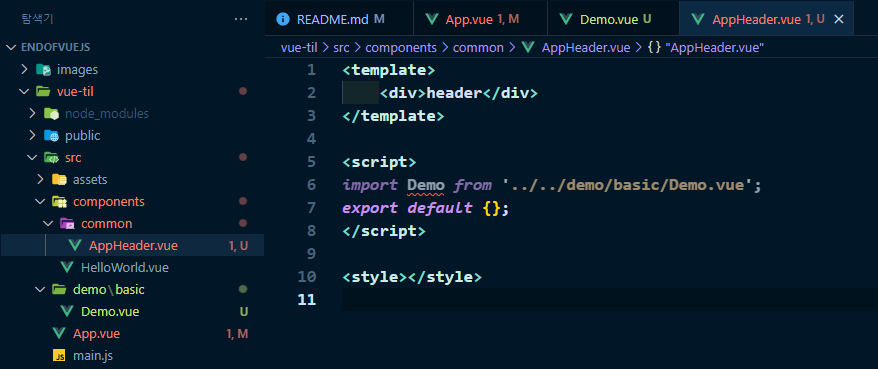 탐색기 ···
ENDOFVUEJS
images
vue-til
node_modules
public
src
assets
components
common
AppHeader.vue 1, U
HelloWorld.vue
demo\basic
Demo.vue U
App.vue 1, M
main.js
README.md M App.vue 1, M Demo.vue U AppHeader.vue 1, U ×
vue-til > src > components > common > AppHeader.vue > {} "AppHeader.vue"
1 <template>
2 <div>header</div>
3 </template>
4
5 <script>
6 import Demo from '../../demo/basic/Demo.vue';
7 export default {};
8 </script>
9
10 <style></style>
11